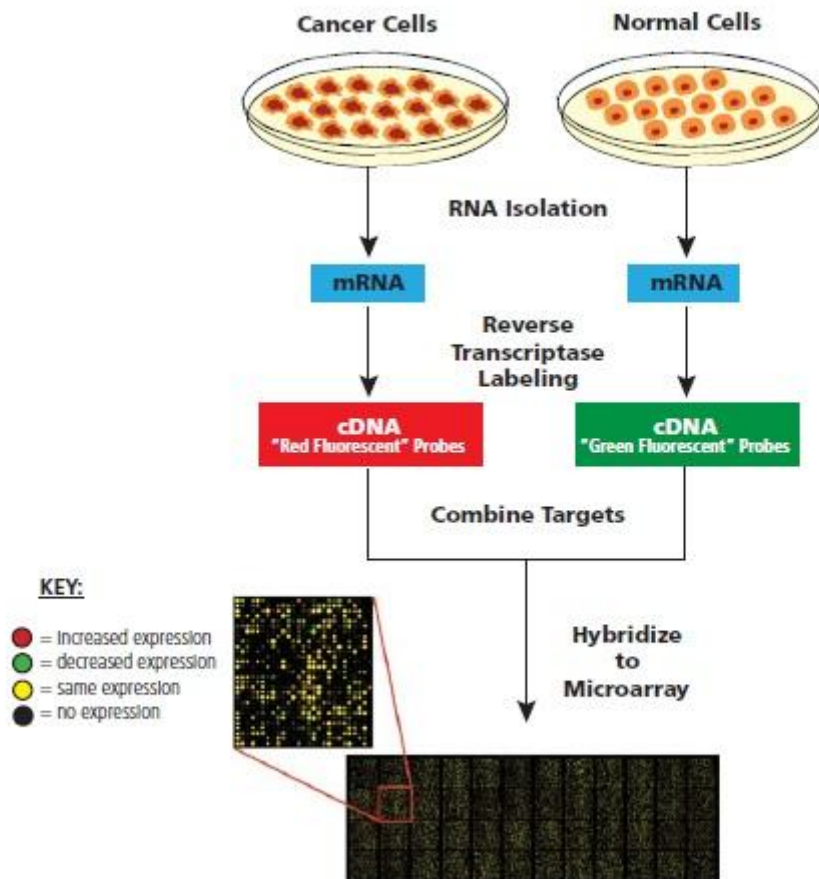 Cancer Cells
Normal Cells
RNA Isolation
mRNA
mRNA
Reverse
Transcriptase
Labeling
cDNA
"Red Fluorescent" Probes
cDNA
"Green Fluorescent" Probes
Combine Targets
KEY:
= Increased expression
= decreased expression
= same expression
= no expression
Hybridize
to
Microarray